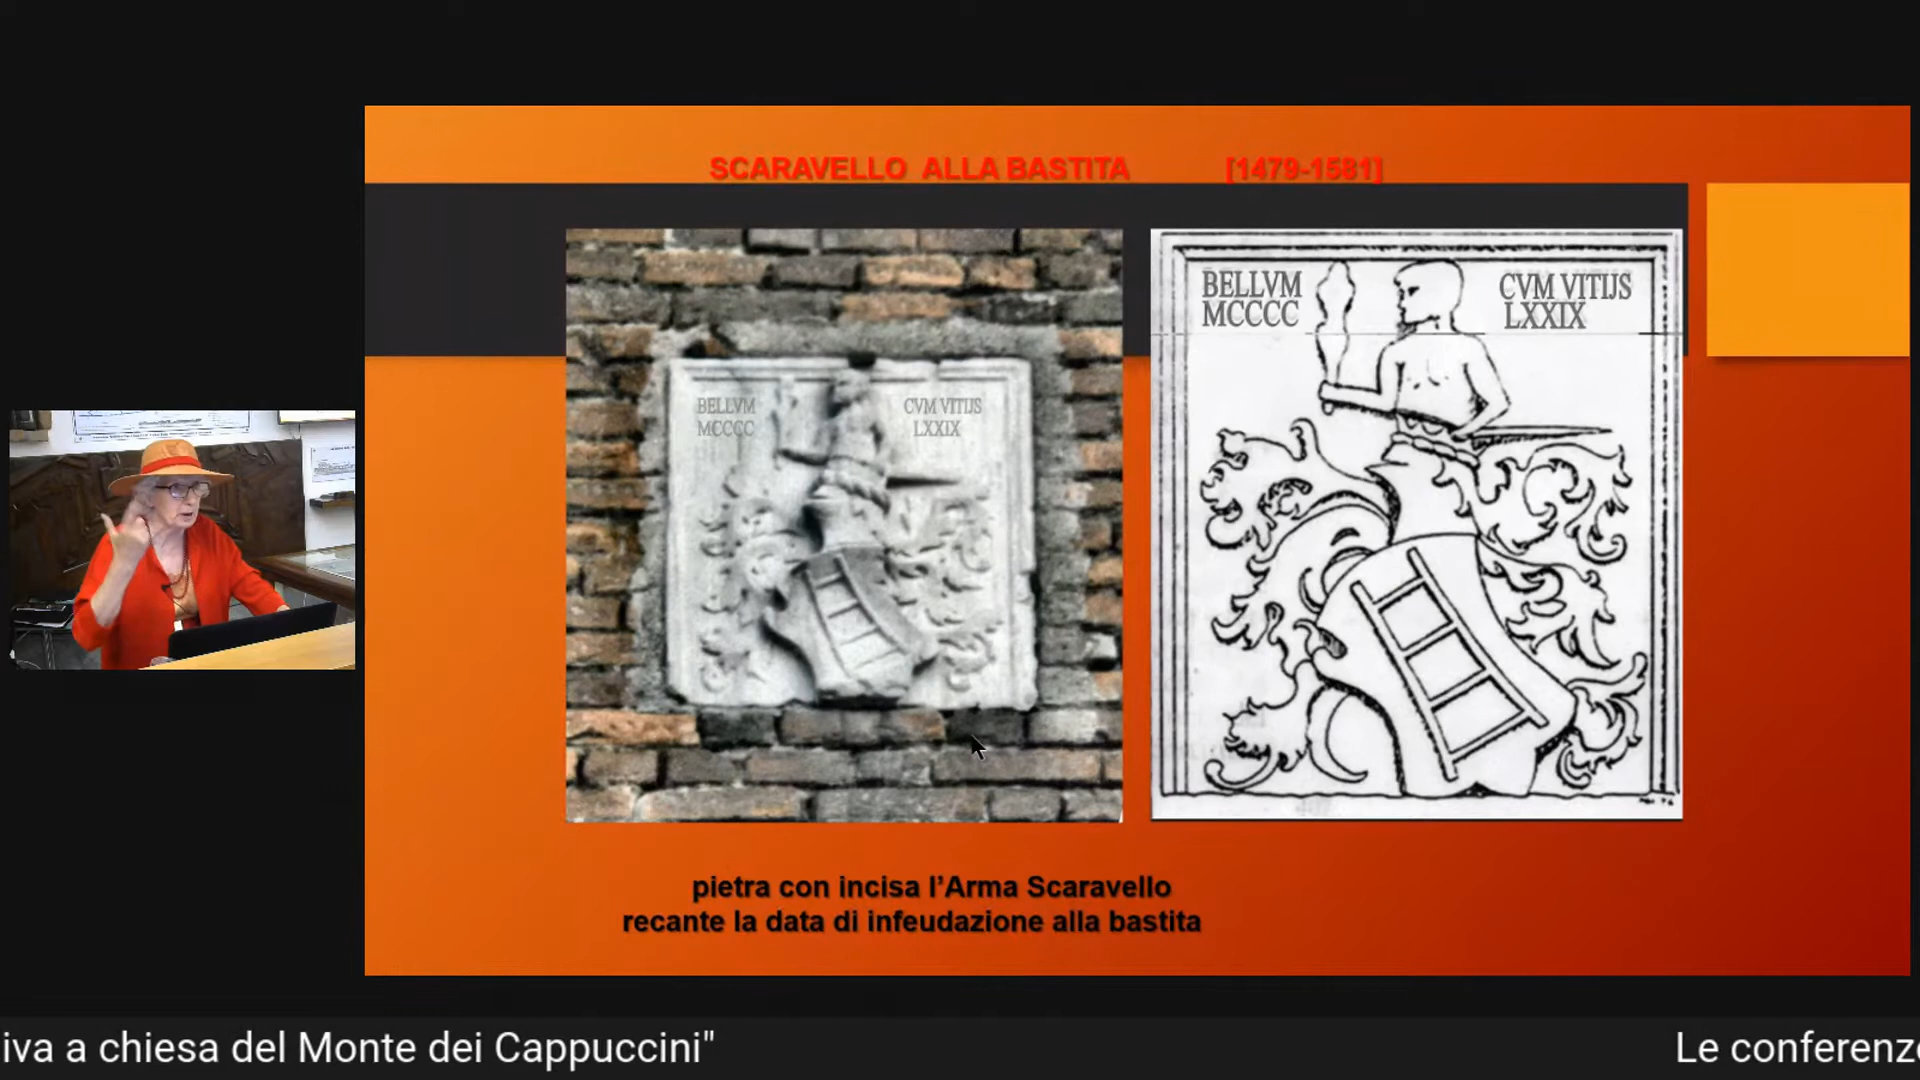 SCARAVELLO ALLA BASTITA [1479-1581]
BELLVM
MCCCC
CVM VITIJS
LXXIX
BELLVM
MCCCC
CVM VITIJS
LXXIX
pietra con incisa l’Arma Scaravello
recante la data di infeudazione alla bastita
iva a chiesa del Monte dei Cappuccini"
Le conferenze